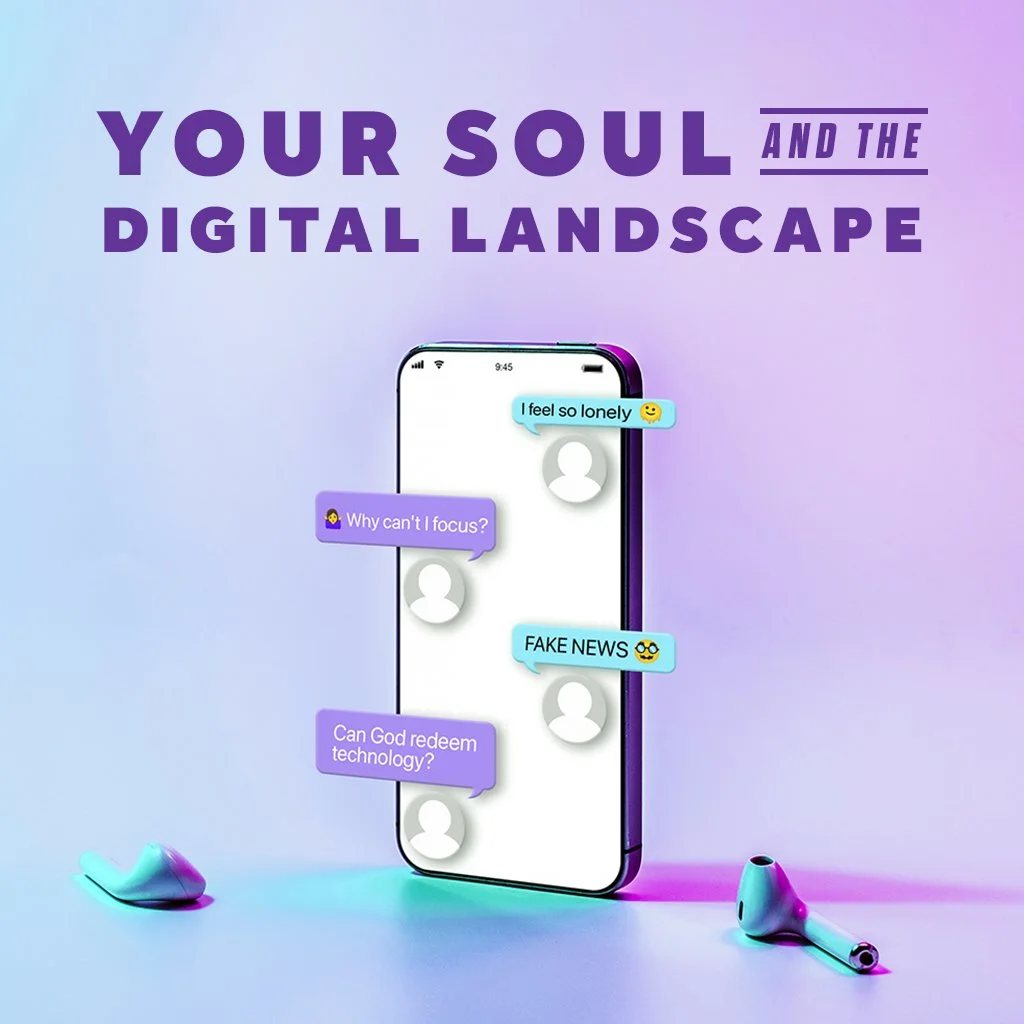 YOUR SOUL AND THE
DIGITAL LANDSCAPE
9:45
I feel so lonely 🫠
🤷‍♀️ Why can't I focus?
FAKE NEWS 🥸
Can God redeem
technology?